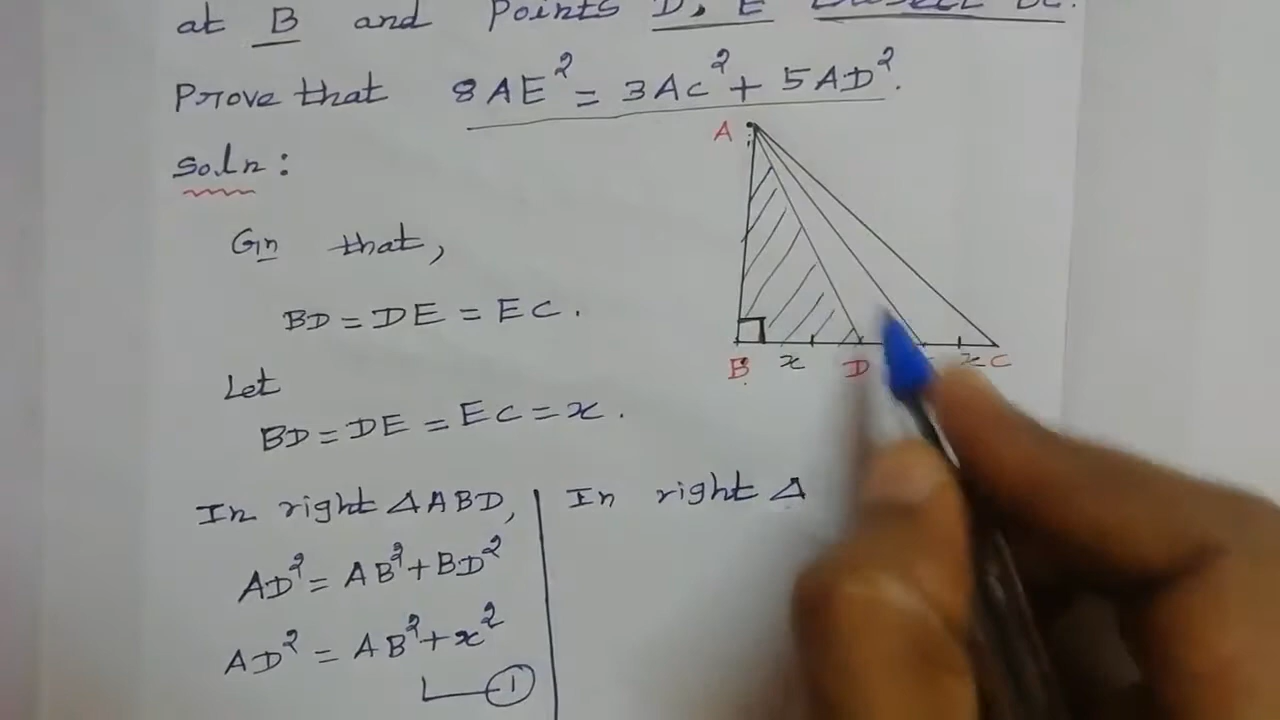 at B and Points D, E
Prove that 8AE² = 3AC² + 5AD².
A
Soln:
Gn that,
BD = DE = EC.
B x D x C
Let
BD = DE = EC = x.
In right ΔABD,
In right Δ
AD² = AB² + BD²
AD² = AB² + x²
1